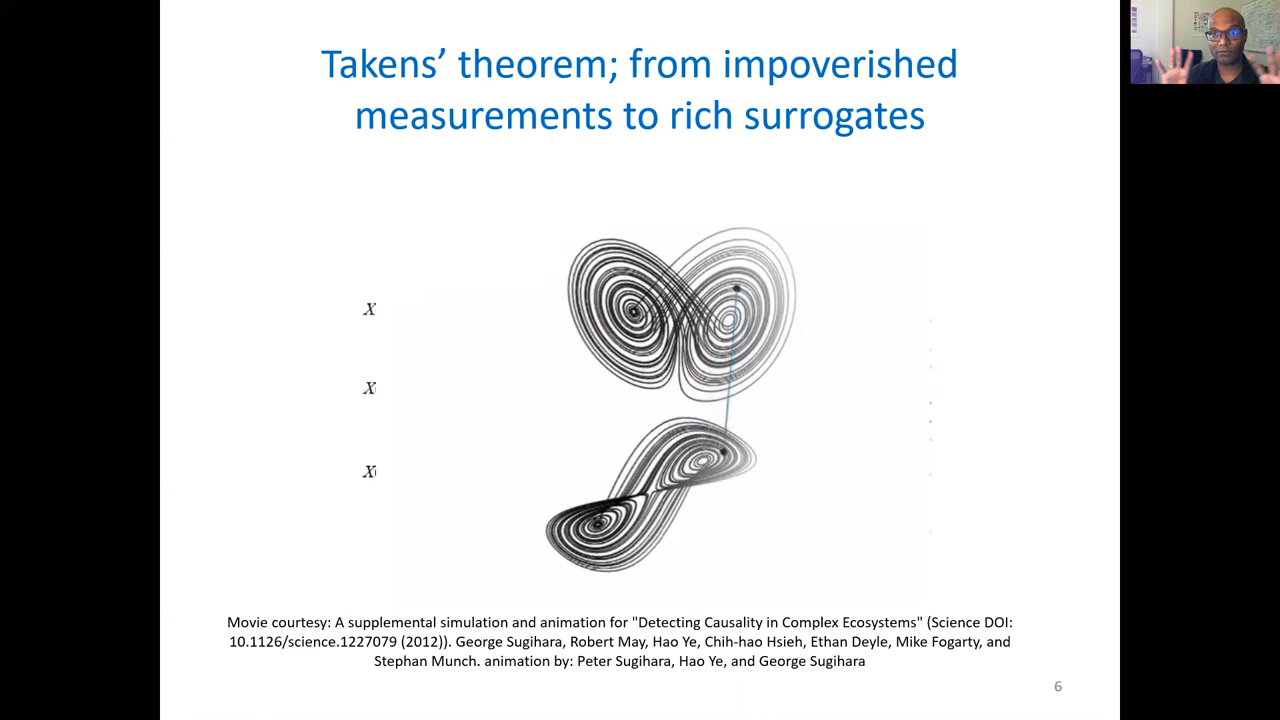 Takens’ theorem; from impoverished
measurements to rich surrogates
X
X
X
Movie courtesy: A supplemental simulation and animation for "Detecting Causality in Complex Ecosystems" (Science DOI:
10.1126/science.1227079 (2012)). George Sugihara, Robert May, Hao Ye, Chih-hao Hsieh, Ethan Deyle, Mike Fogarty, and
Stephan Munch. animation by: Peter Sugihara, Hao Ye, and George Sugihara
6